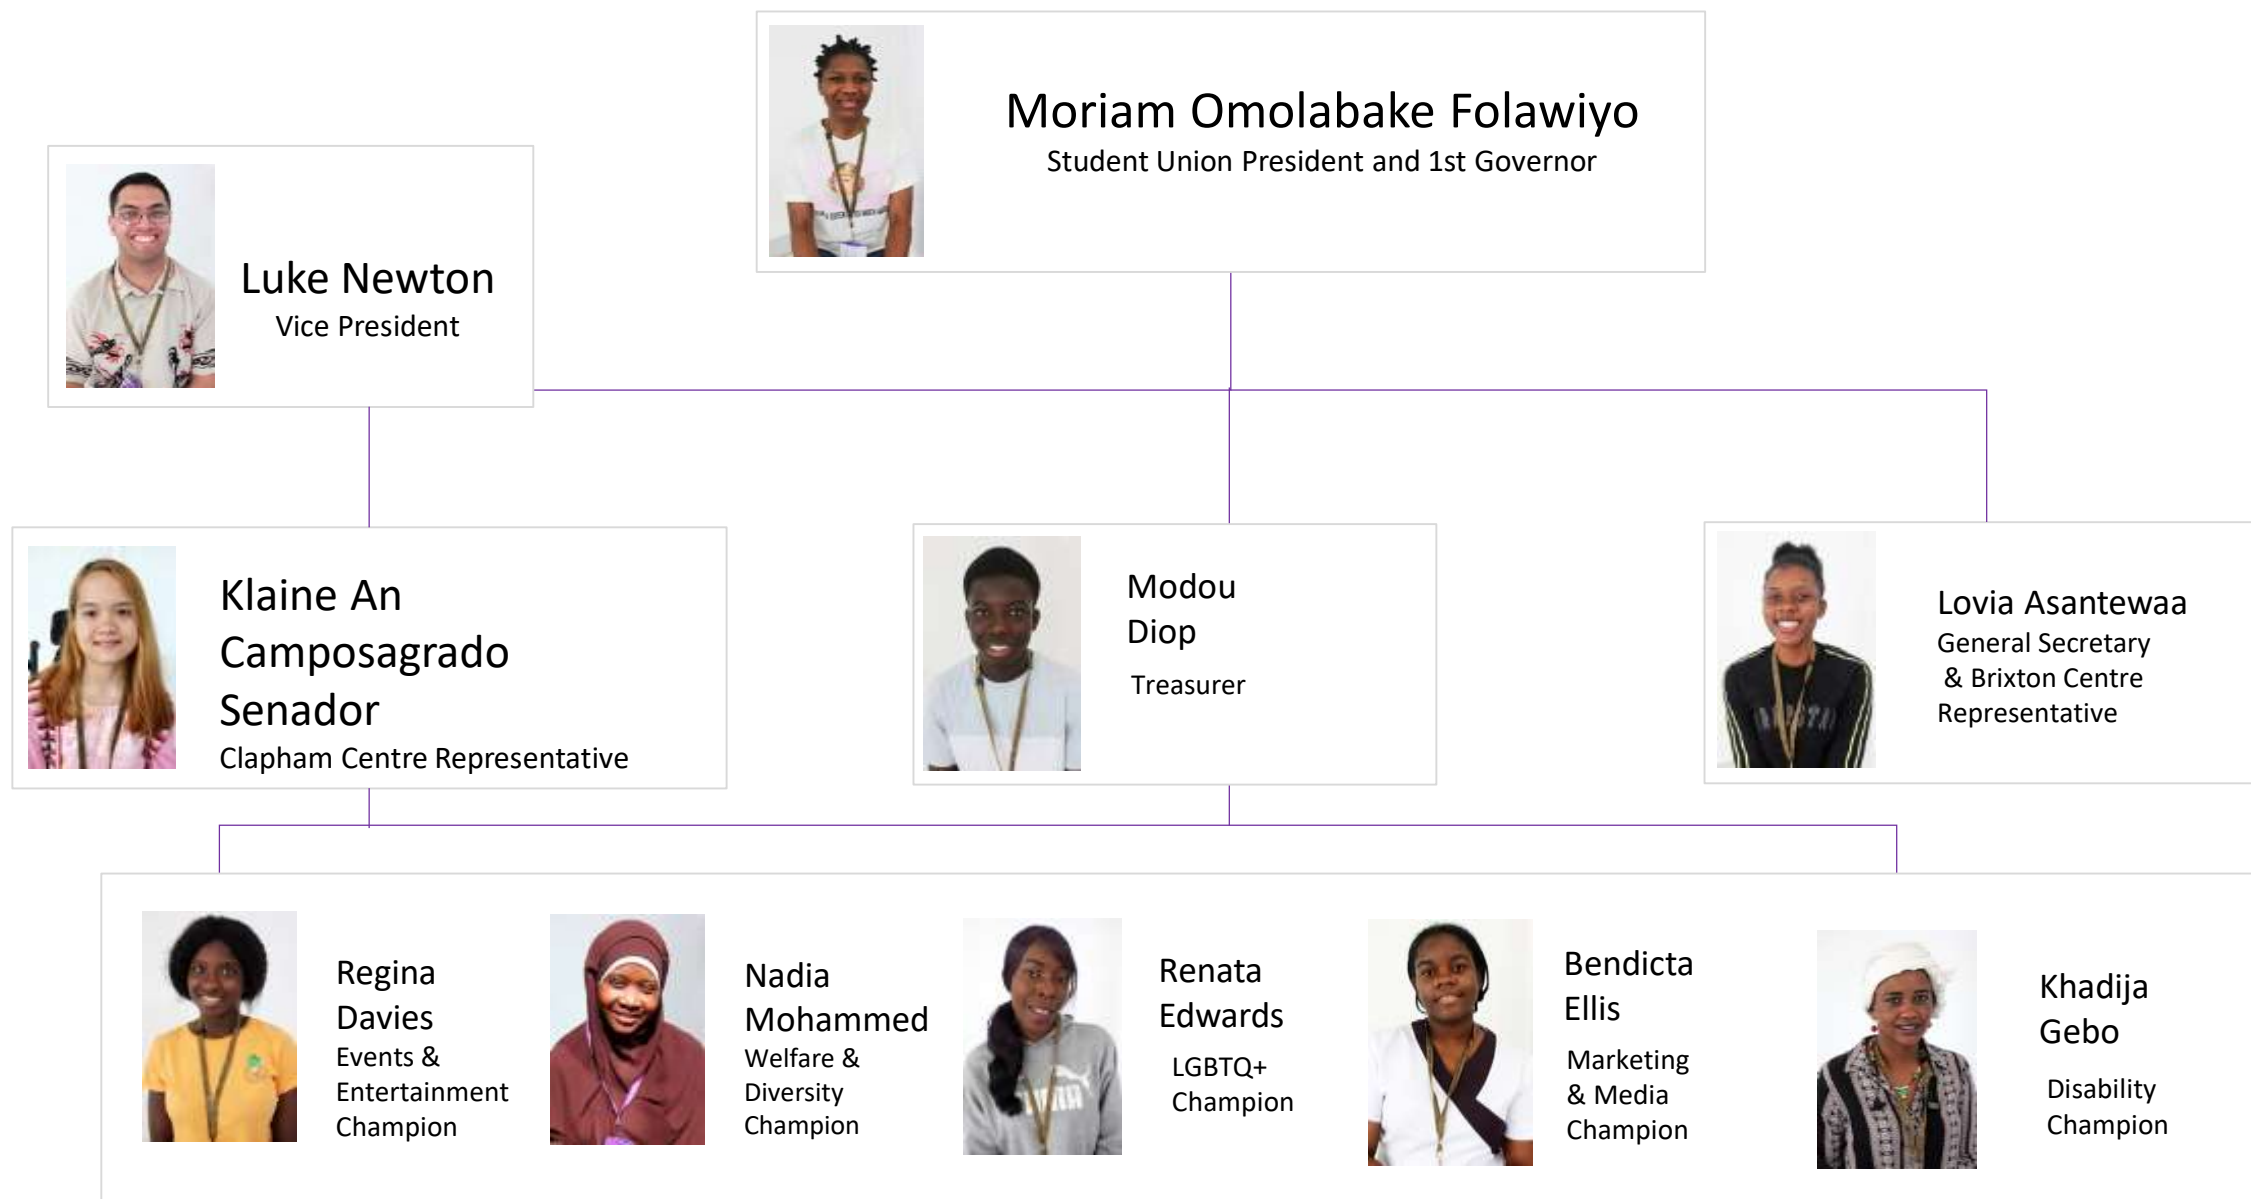 Moriam Omolabake Folawiyo
Student Union President and 1st Governor
Luke Newton
Vice President
Klaine An
Camposagrado
Senador
Clapham Centre Representative
Modou
Diop
Treasurer
Lovia Asantewaa
General Secretary
& Brixton Centre
Representative
Regina
Davies
Events &
Entertainment
Champion
Nadia
Mohammed
Welfare &
Diversity
Champion
Renata
Edwards
LGBTQ+
Champion
Bendicta
Ellis
Marketing
& Media
Champion
Khadija
Gebo
Disability
Champion